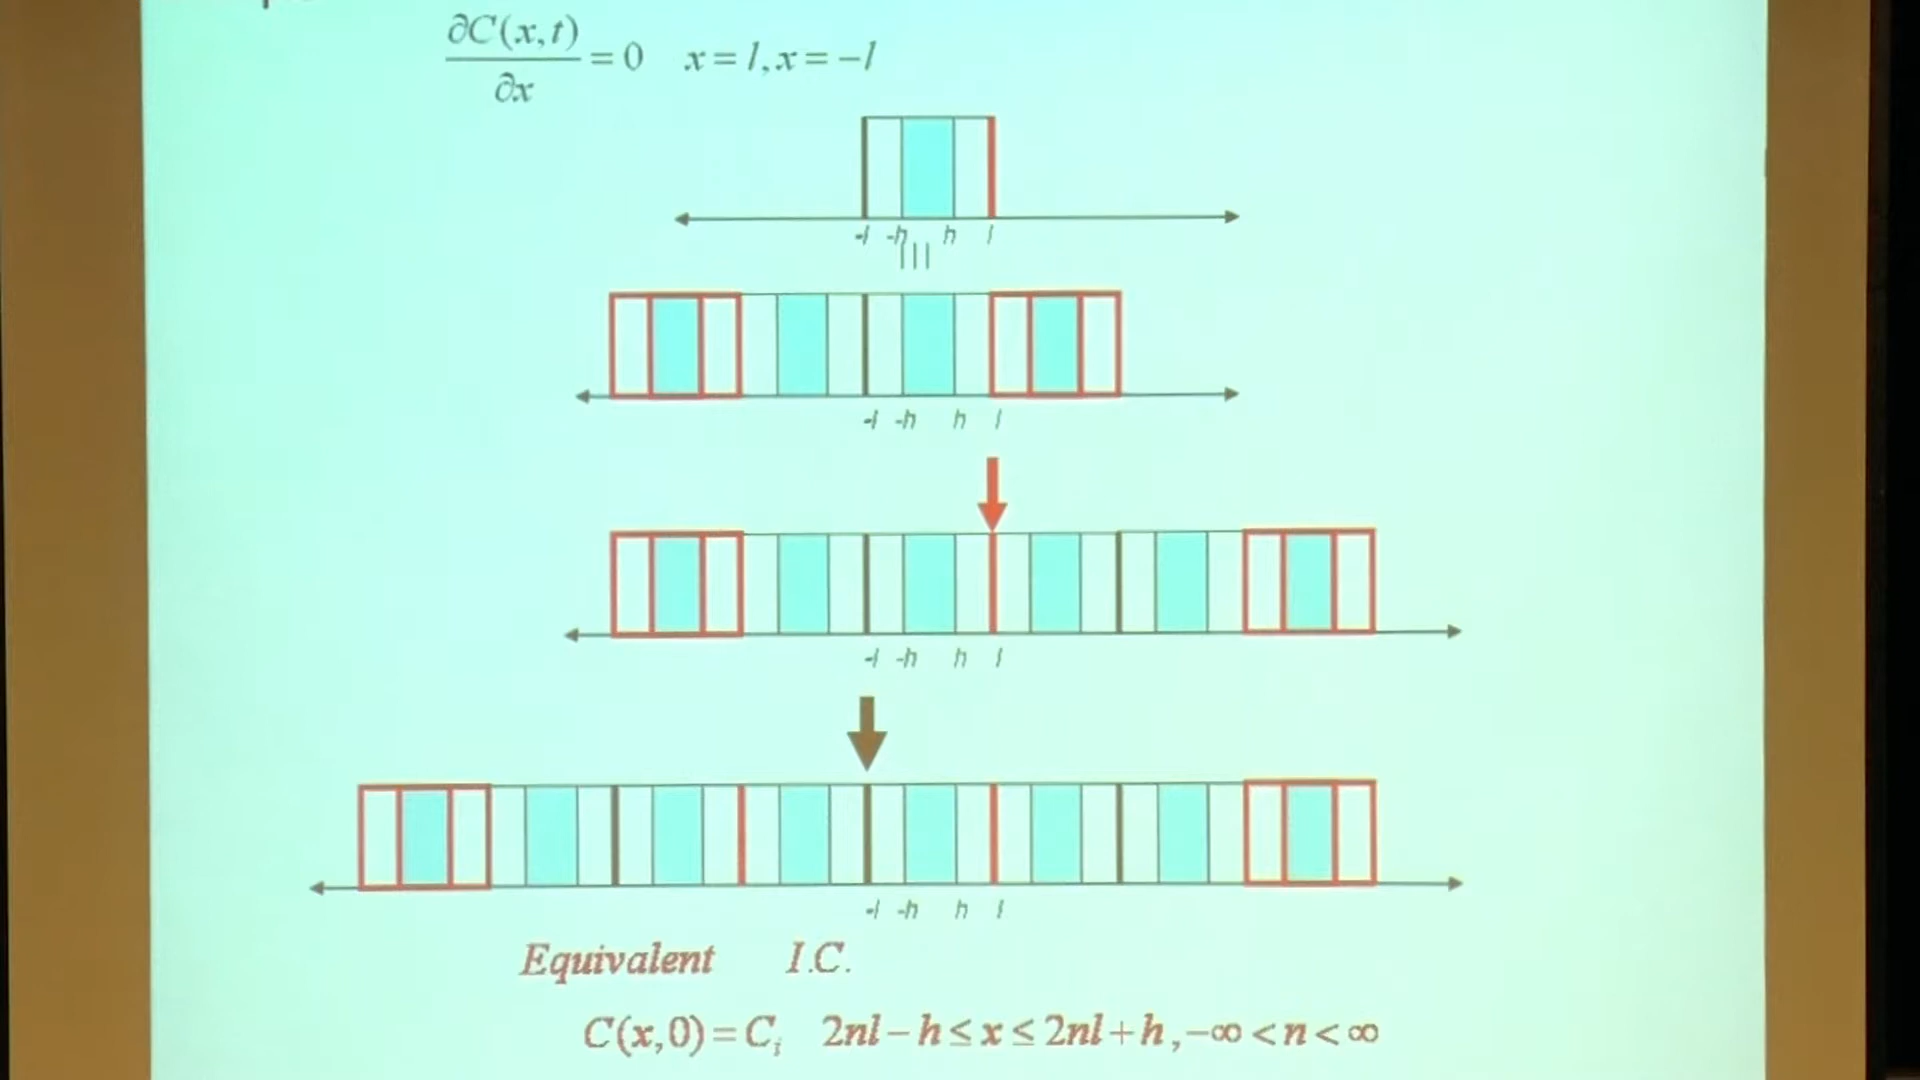 ∂C(x,t)/∂x = 0 x = l, x = −l
-l -h h l
|||
-l -h h l
-l -h h l
-l -h h l
Equivalent I.C.
C(x,0) = C_i 2nl − h ≤ x ≤ 2nl + h, −∞ < n < ∞